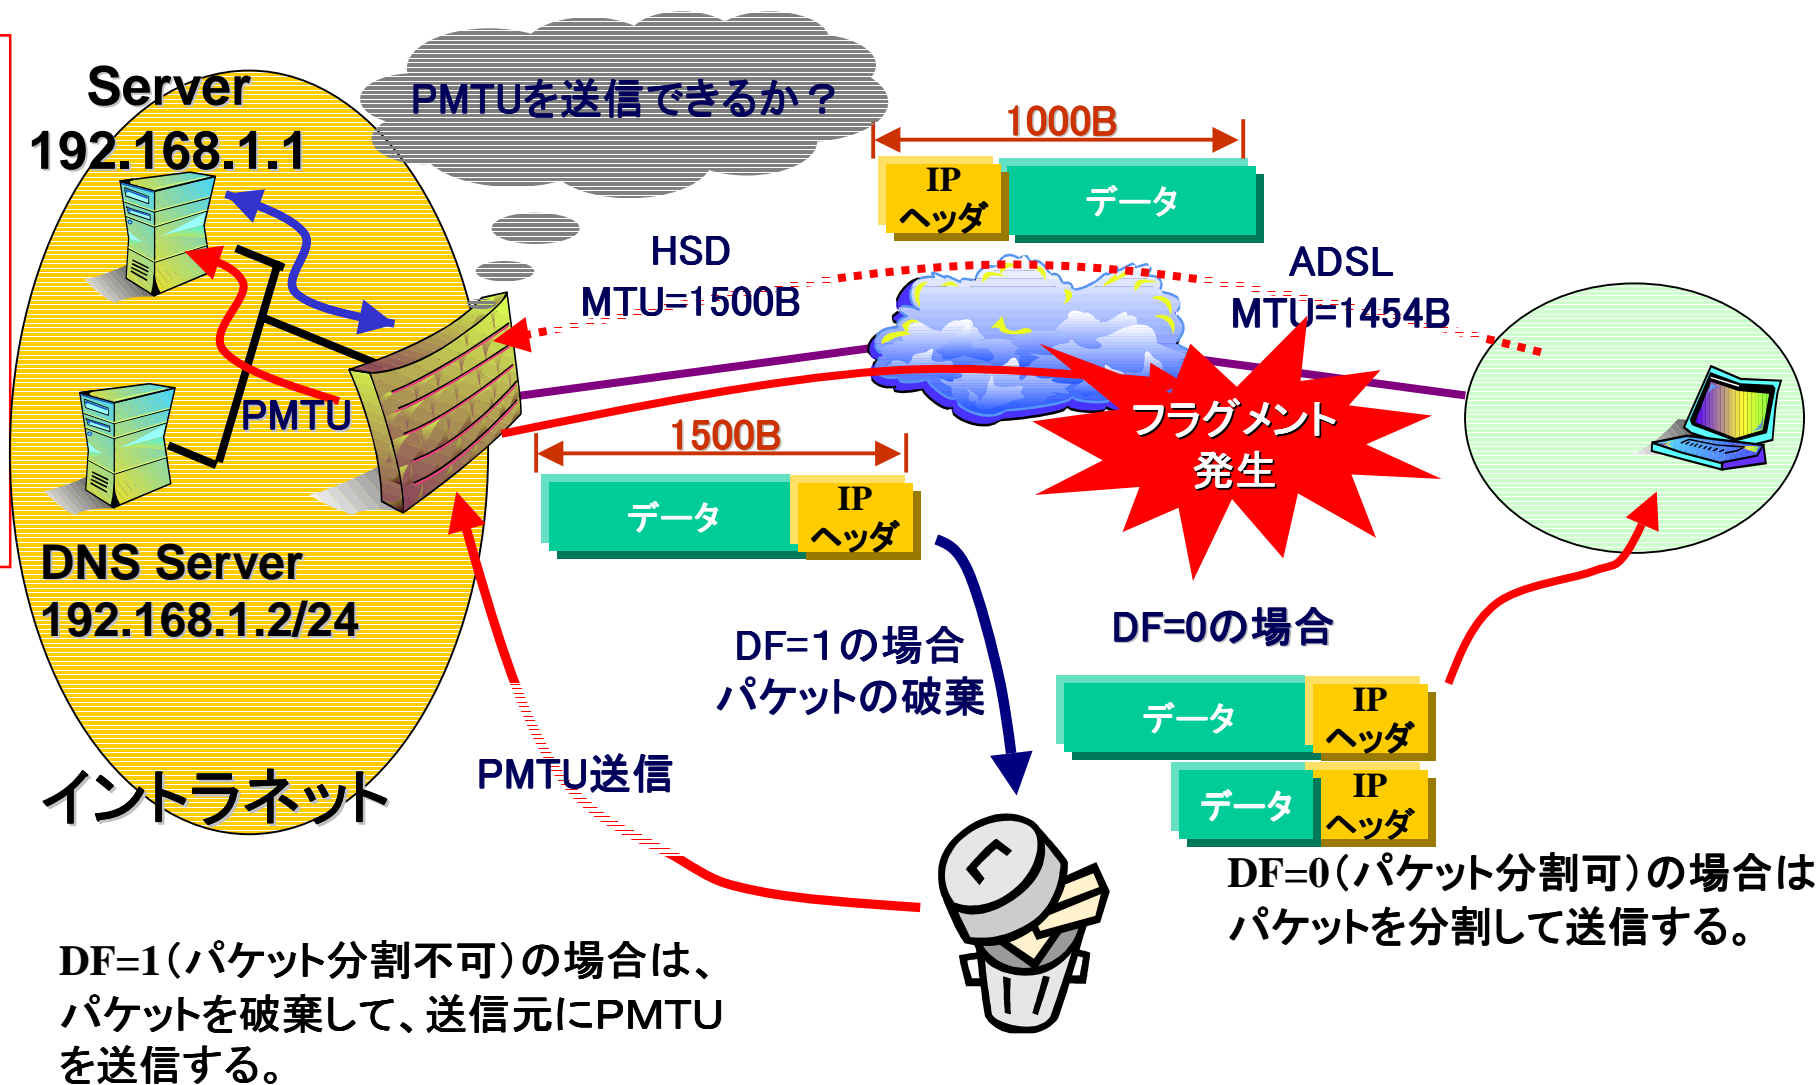 Server
192.168.1.1
PMTUを送信できるか？
1000B
IP
ヘッダ
データ
HSD
MTU=1500B
ADSL
MTU=1454B
PMTU
1500B
データ
IP
ヘッダ
フラグメント
発生
DNS Server
192.168.1.2/24
イントラネット
DF=１の場合
パケットの破棄
DF=0の場合
データ
IP
ヘッダ
データ
IP
ヘッダ
PMTU送信
DF=0（パケット分割可）の場合は
パケットを分割して送信する。
DF=1（パケット分割不可）の場合は、
パケットを破棄して、送信元にＰＭＴＵ
を送信する。